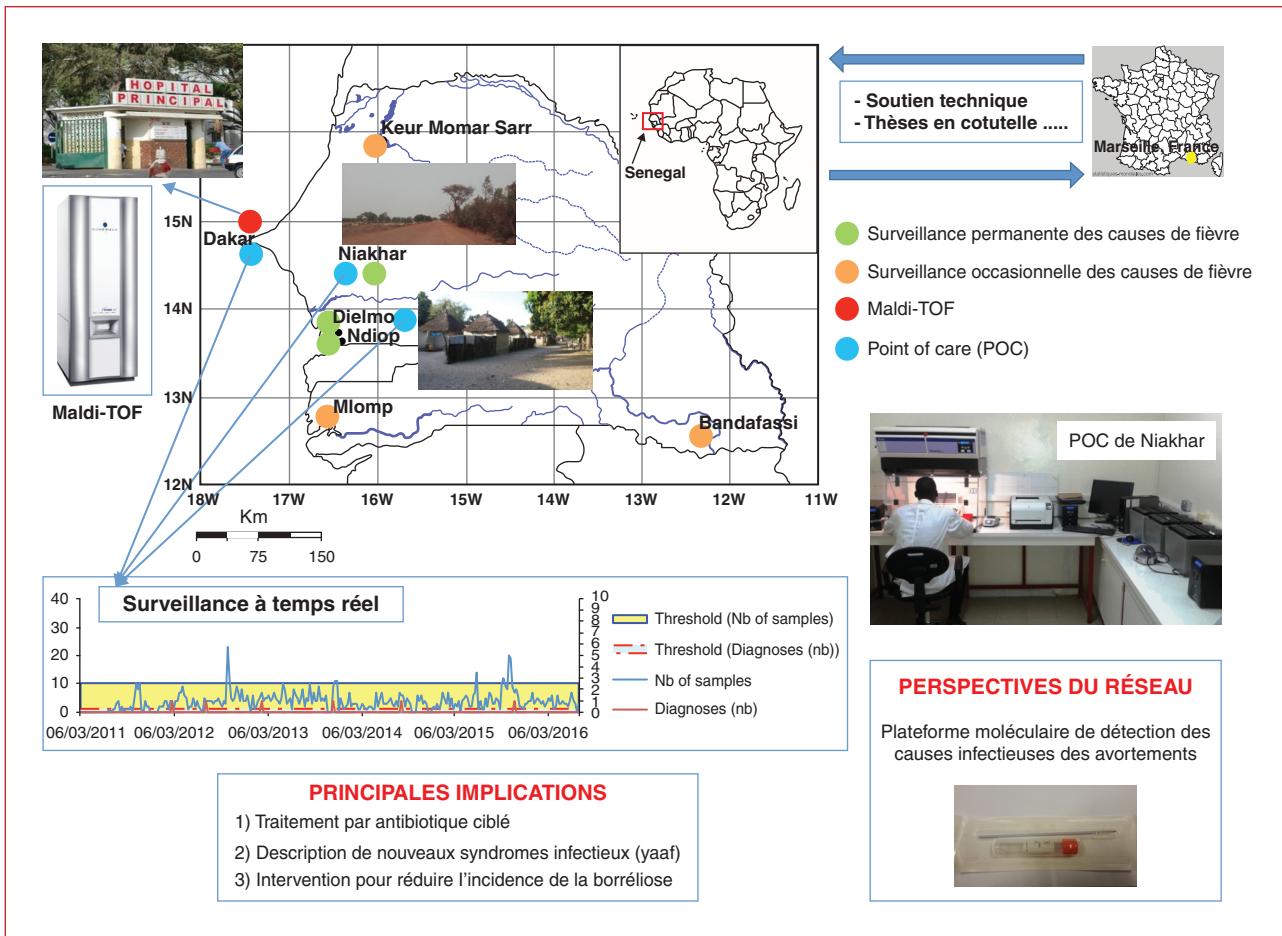 HOPITAL
PRINCIPAL
Maldi-TOF
Keur Momar Sarr
Senegal
- Soutien technique
- Thèses en cotutelle .....
Marseille, France
15N
14N
13N
12N
18W 17W 16W 15W 14W 13W 12W 11W
Dakar
Niakhar
Dielmo
Ndiop
Mlomp
Bandafassi
Surveillance permanente des causes de fièvre
Surveillance occasionnelle des causes de fièvre
Maldi-TOF
Point of care (POC)
Km
0 75 150
POC de Niakhar
Surveillance à temps réel
40
30
20
10
0
10
9
8
7
6
5
4
3
2
1
0
06/03/2011 06/03/2012 06/03/2013 06/03/2014 06/03/2015 06/03/2016
Threshold (Nb of samples)
Threshold (Diagnoses (nb))
Nb of samples
Diagnoses (nb)
PRINCIPALES IMPLICATIONS
1) Traitement par antibiotique ciblé
2) Description de nouveaux syndromes infectieux (yaaf)
3) Intervention pour réduire l’incidence de la borréliose
PERSPECTIVES DU RÉSEAU
Plateforme moléculaire de détection des
causes infectieuses des avortements